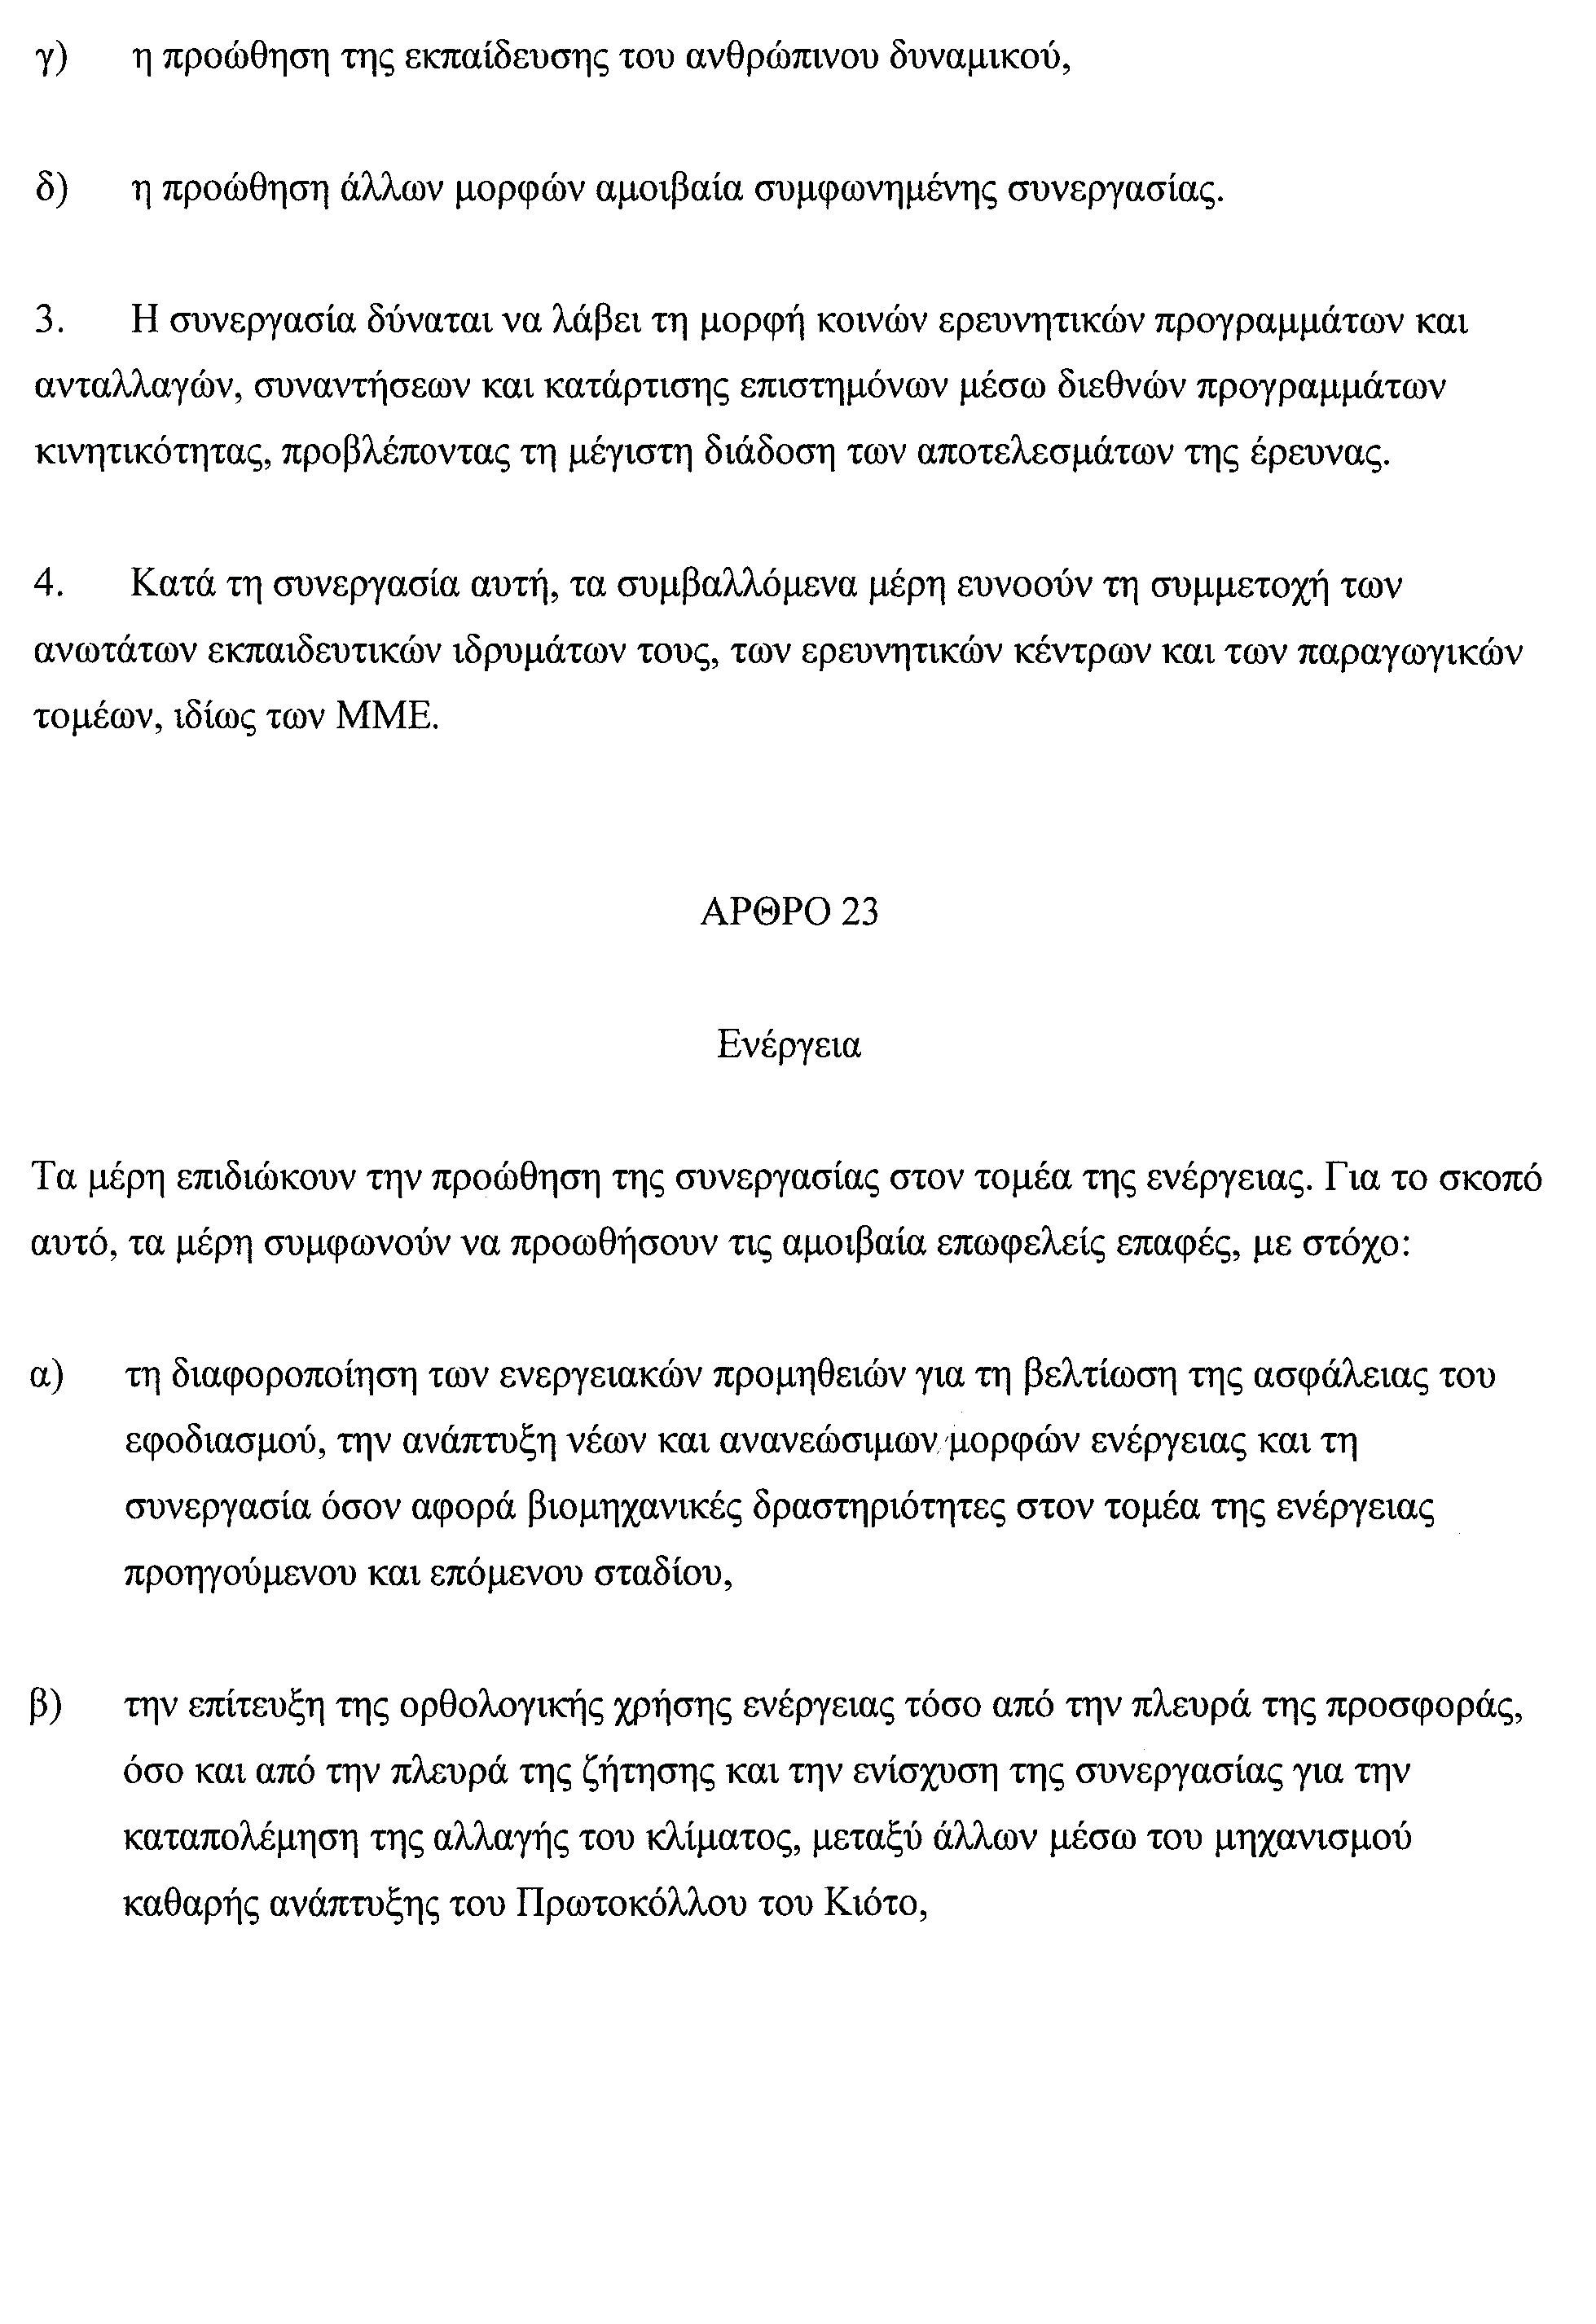 γ) η προώθηση της εκπαίδευσης του ανθρώπινου δυναμικού,
δ) η προώθηση άλλων μορφών αμοιβαία συμφωνημένης συνεργασίας.
3. Η συνεργασία δύναται να λάβει τη μορφή κοινών ερευνητικών προγραμμάτων και
ανταλλαγών, συναντήσεων και κατάρτισης επιστημόνων μέσω διεθνών προγραμμάτων
κινητικότητας, προβλέποντας τη μέγιστη διάδοση των αποτελεσμάτων της έρευνας.
4. Κατά τη συνεργασία αυτή, τα συμβαλλόμενα μέρη ευνοούν τη συμμετοχή των
ανωτάτων εκπαιδευτικών ιδρυμάτων τους, των ερευνητικών κέντρων και των παραγωγικών
τομέων, ιδίως των ΜΜΕ.
ΑΡΘΡΟ 23
Ενέργεια
Τα μέρη επιδιώκουν την προώθηση της συνεργασίας στον τομέα της ενέργειας. Για το σκοπό
αυτό, τα μέρη συμφωνούν να προωθήσουν τις αμοιβαία επωφελείς επαφές, με στόχο:
α) τη διαφοροποίηση των ενεργειακών προμηθειών για τη βελτίωση της ασφάλειας του
εφοδιασμού, την ανάπτυξη νέων και ανανεώσιμων μορφών ενέργειας και τη
συνεργασία όσον αφορά βιομηχανικές δραστηριότητες στον τομέα της ενέργειας
προηγούμενου και επόμενου σταδίου,
β) την επίτευξη της ορθολογικής χρήσης ενέργειας τόσο από την πλευρά της προσφοράς,
όσο και από την πλευρά της ζήτησης και την ενίσχυση της συνεργασίας για την
καταπολέμηση της αλλαγής του κλίματος, μεταξύ άλλων μέσω του μηχανισμού
καθαρής ανάπτυξης του Πρωτοκόλλου του Κιότο,